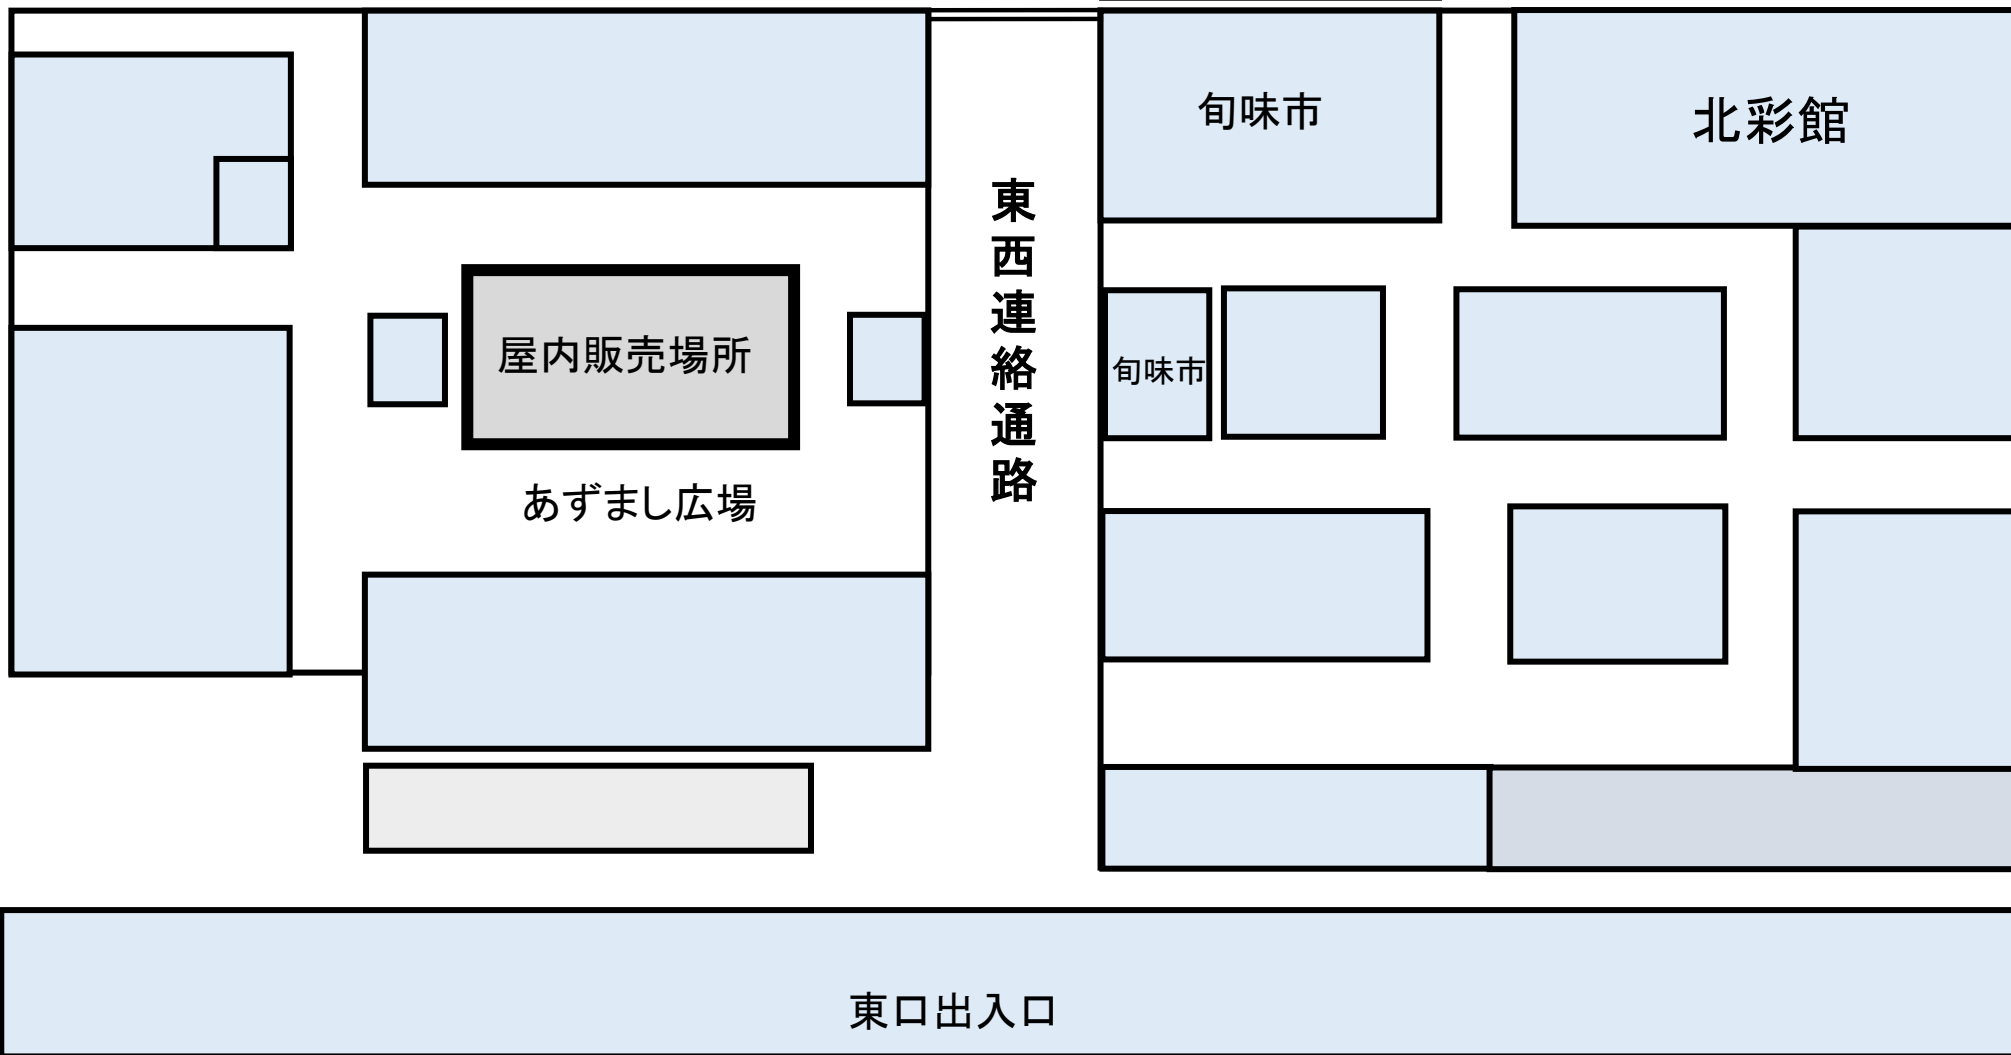 旬味市
北彩館
東西連絡通路
屋内販売場所
旬味市
あずまし広場
東口出入口